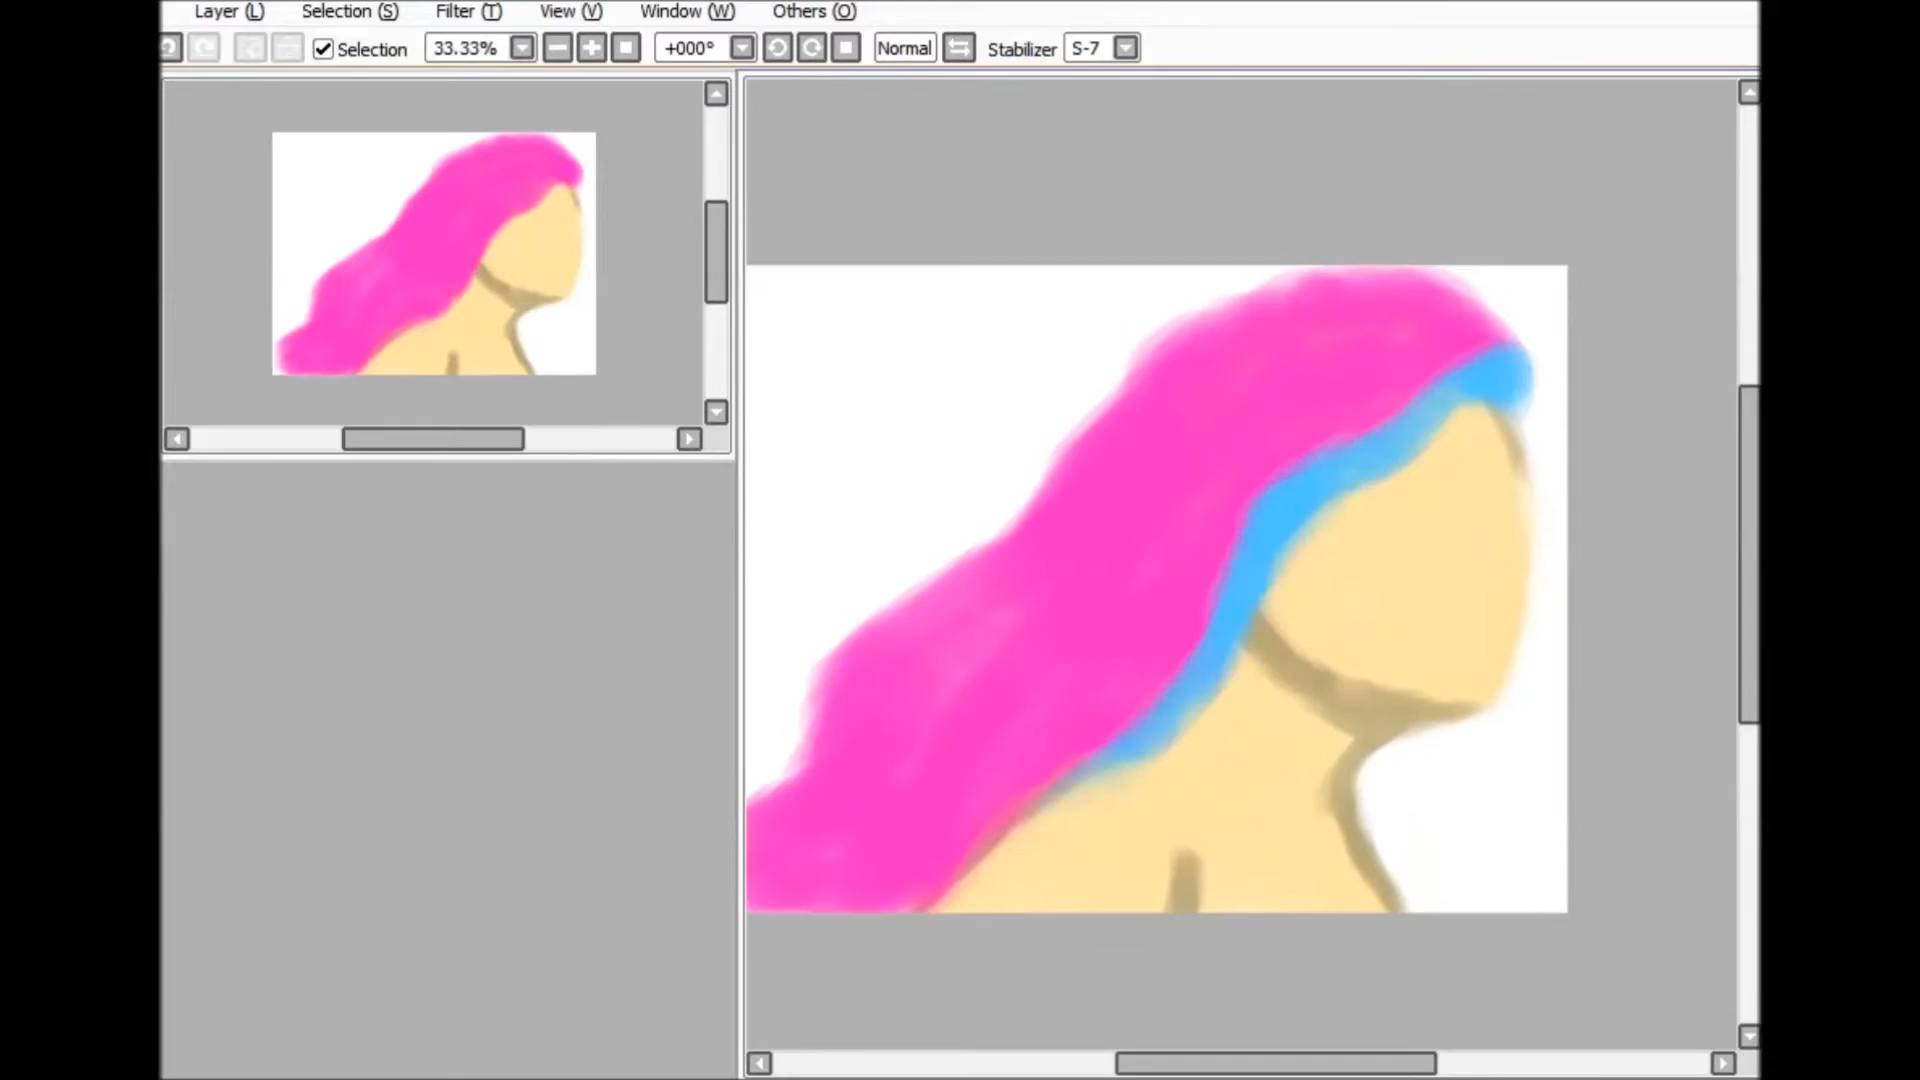 Layer (L) Selection (S) Filter (T) View (V) Window (W) Others (O)
Selection 33.33% +000° Normal Stabilizer S-7